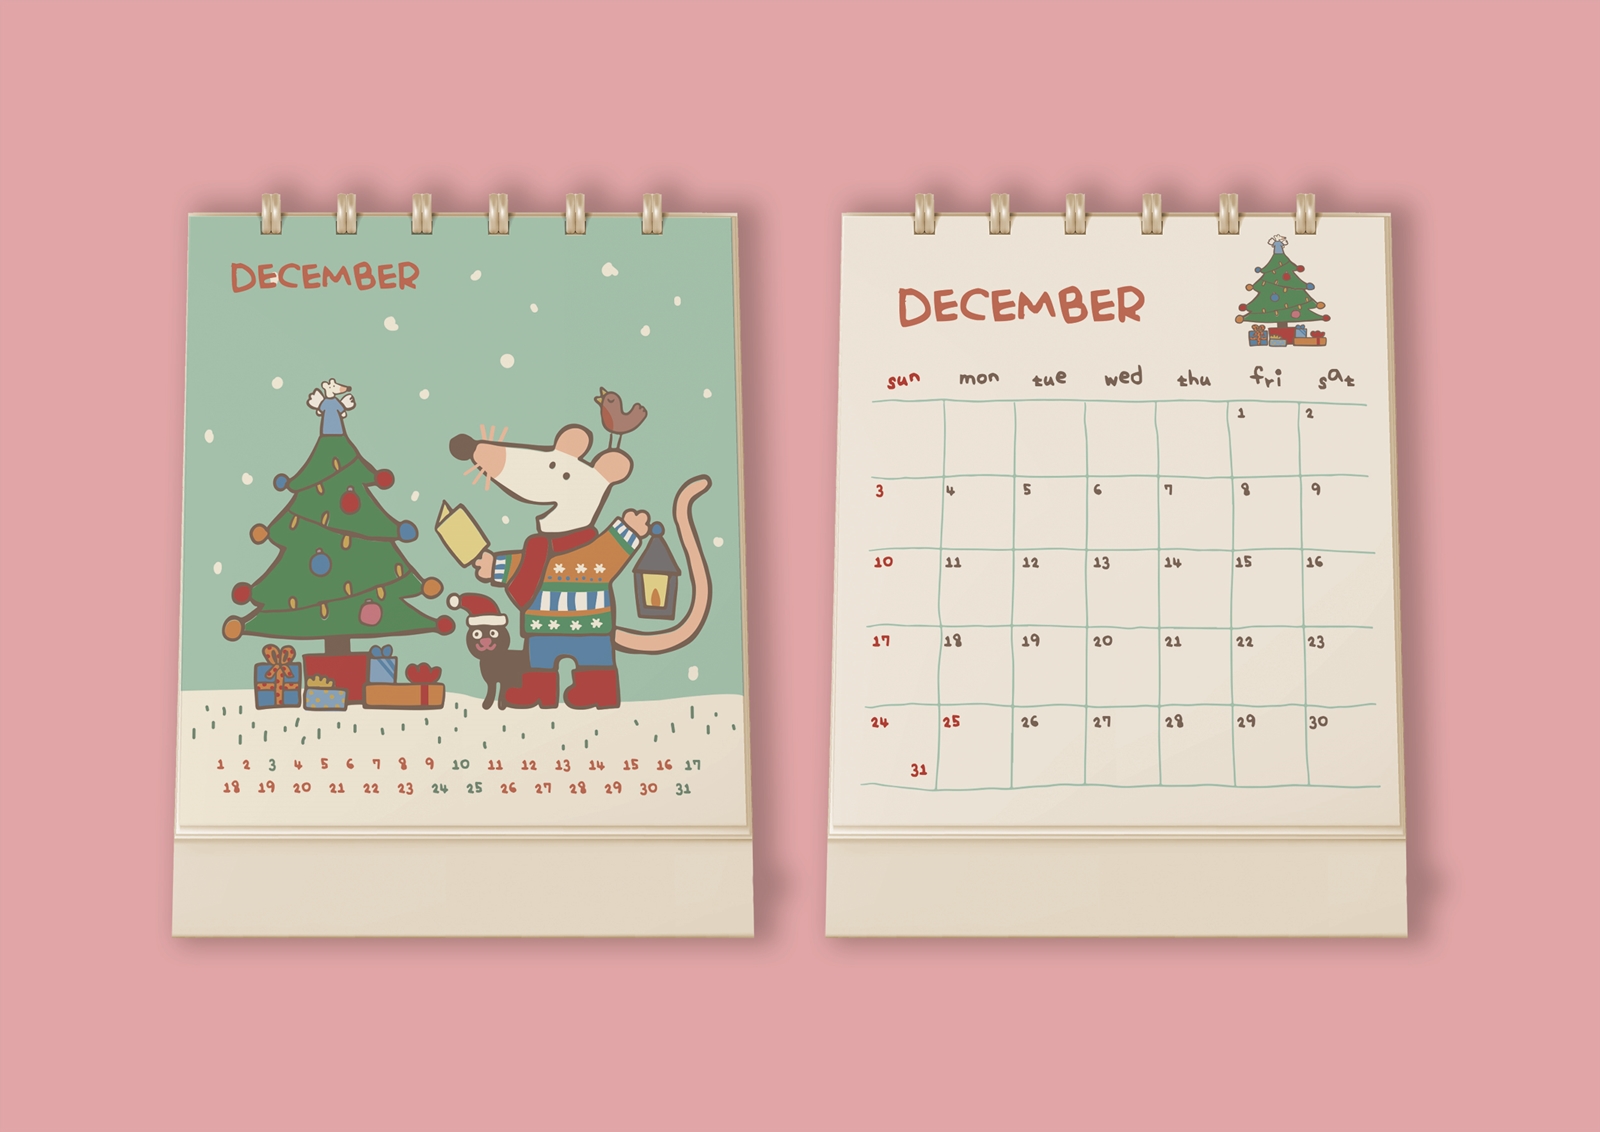 DECEMBER
1 2 3 4 5 6 7 8 9 10 11 12 13 14 15 16 17
18 19 20 21 22 23 24 25 26 27 28 29 30 31
DECEMBER
sun mon tue wed thu fri sat
1 2
3 4 5 6 7 8 9
10 11 12 13 14 15 16
17 18 19 20 21 22 23
24 25 26 27 28 29 30
31